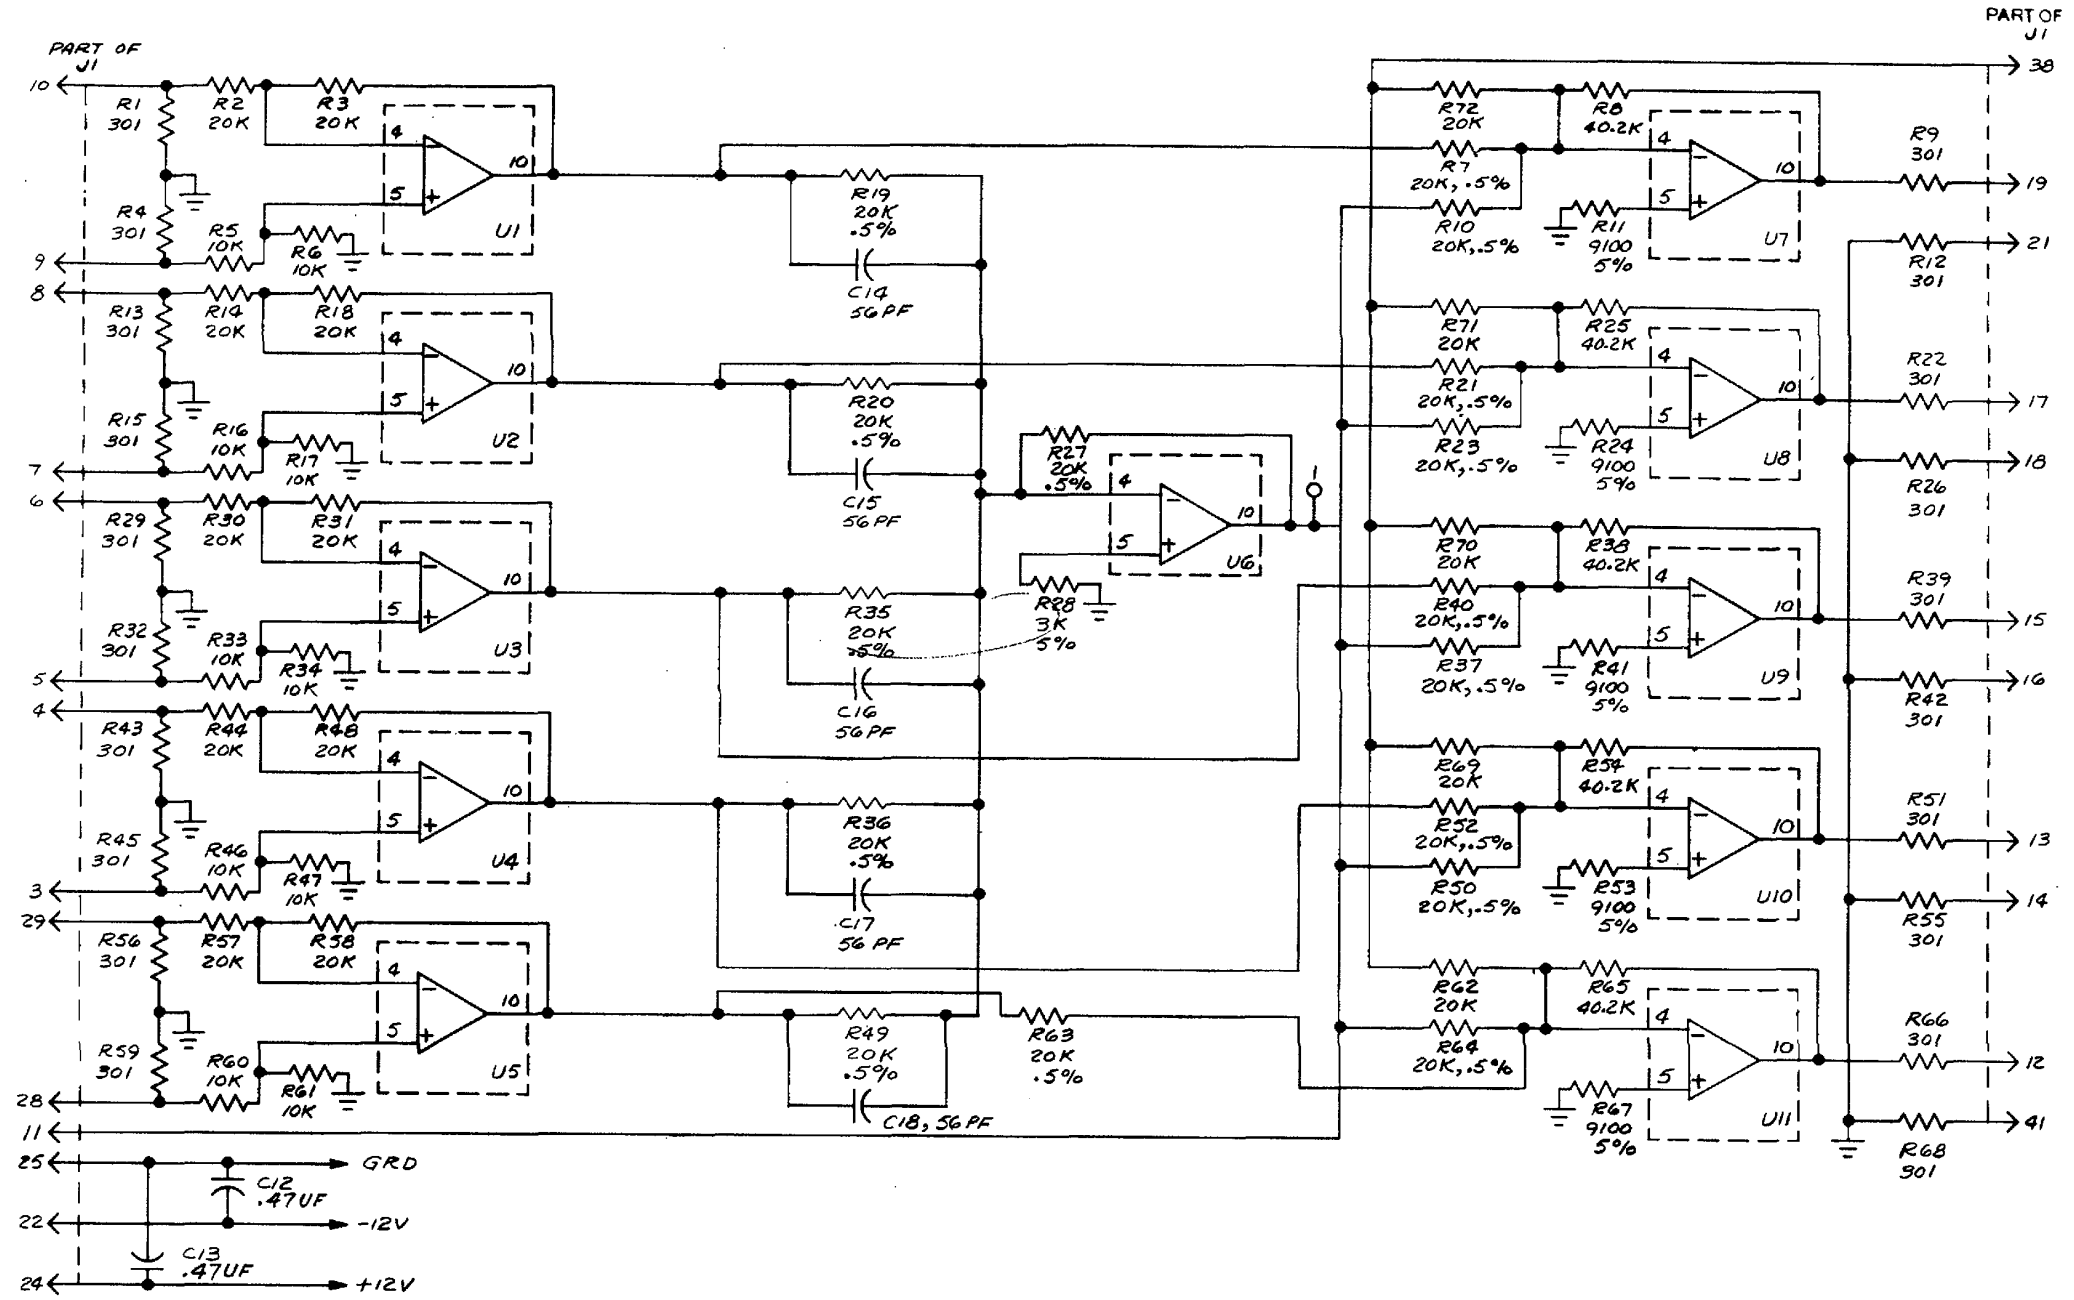 PART OF
J1
10
R1
301
R2
20K
R3
20K
4
5
10
U1
R4
301
R5
10K
R6
10K
9
8
R13
301
R14
20K
R18
20K
4
5
10
U2
R15
301
R16
10K
R17
10K
7
6
R29
301
R30
20K
R31
20K
4
5
10
U3
R32
301
R33
10K
R34
10K
5
4
R43
301
R44
20K
R48
20K
4
5
10
U4
R45
301
R46
10K
R47
10K
3
29
R56
301
R57
20K
R58
20K
4
5
10
U5
R59
301
R60
10K
R61
10K
28
11
25
GRD
C12
.47UF
22
-12V
C13
.47UF
24
+12V
R19
20K
.5%
C14
56PF
R20
20K
.5%
C15
56PF
R35
20K
.5%
C16
56PF
R36
20K
.5%
C17
56PF
R49
20K
.5%
C18, 56PF
R63
20K
.5%
R27
20K
.5%
4
5
10
U6
1
R28
3K
5%
R72
20K
R8
40.2K
R7
20K, .5%
R10
20K, .5%
R11
9100
5%
4
5
10
U7
R71
20K
R25
40.2K
R21
20K, .5%
R23
20K, .5%
R24
9100
5%
4
5
10
U8
R70
20K
R38
40.2K
R40
20K, .5%
R37
20K, .5%
R41
9100
5%
4
5
10
U9
R69
20K
R54
40.2K
R52
20K, .5%
R50
20K, .5%
R53
9100
5%
4
5
10
U10
R62
20K
R65
40.2K
R64
20K, .5%
R67
9100
5%
4
5
10
U11
PART OF
J1
38
R9
301
19
R12
301
21
R22
301
17
R26
301
18
R39
301
15
R42
301
16
R51
301
13
R55
301
14
R66
301
12
R68
301
41